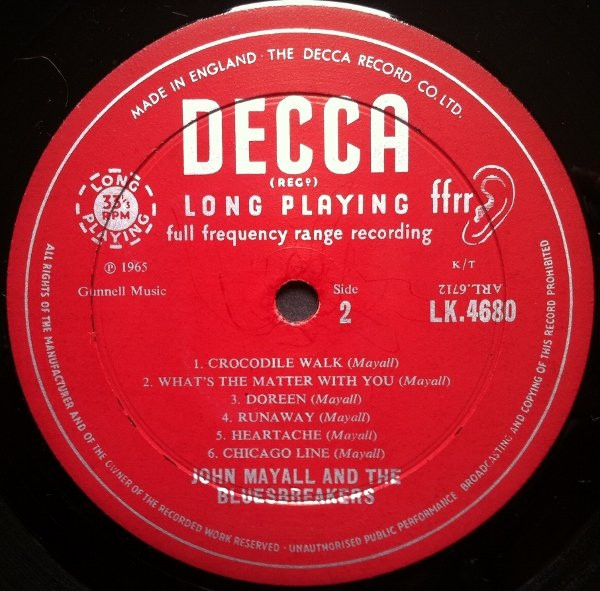 MADE IN ENGLAND · THE DECCA RECORD CO. LTD.
DECCA
(REGD)
LONG PLAYING
33⅓ RPM
LONG PLAYING
ffrr
full frequency range recording
℗ 1965
Gunnell Music
Side
2
K/T
ARL.6712
LK.4680
1. CROCODILE WALK (Mayall)
2. WHAT'S THE MATTER WITH YOU (Mayall)
3. DOREEN (Mayall)
4. RUNAWAY (Mayall)
5. HEARTACHE (Mayall)
6. CHICAGO LINE (Mayall)
JOHN MAYALL AND THE
BLUESBREAKERS
ALL RIGHTS OF THE MANUFACTURER AND OF THE OWNER OF THE RECORDED WORK RESERVED · UNAUTHORISED PUBLIC PERFORMANCE BROADCASTING AND COPYING OF THIS RECORD PROHIBITED